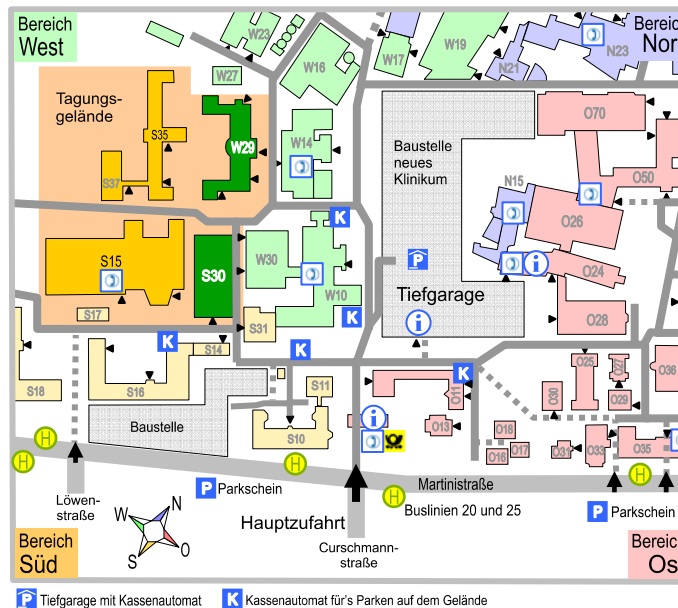 Bereich
West
W23
W16
W17
W19
N21
N23
Bereic
Nor
Tagungs-
gelände
W27
S35
W29
W14
S37
Baustelle
neues
Klinikum
O70
O50
N15
O26
O24
O28
P
Tiefgarage
i
i
S15
S30
W30
W10
K
K
K
K
K
S17
S31
S14
S18
S16
S11
S10
Baustelle
O11
O13
O18
O16
O17
O30
O25
O27
O29
O36
O31
O33
O35
i
H
H
H
H
H
Martinistraße
P Parkschein
Buslinien 20 und 25
P Parkschein
Löwen-
straße
Hauptzufahrt
Curschmann-
straße
N
W
O
S
Bereich
Süd
Bereic
Os
P Tiefgarage mit Kassenautomat
K Kassenautomat für's Parken auf dem Gelände